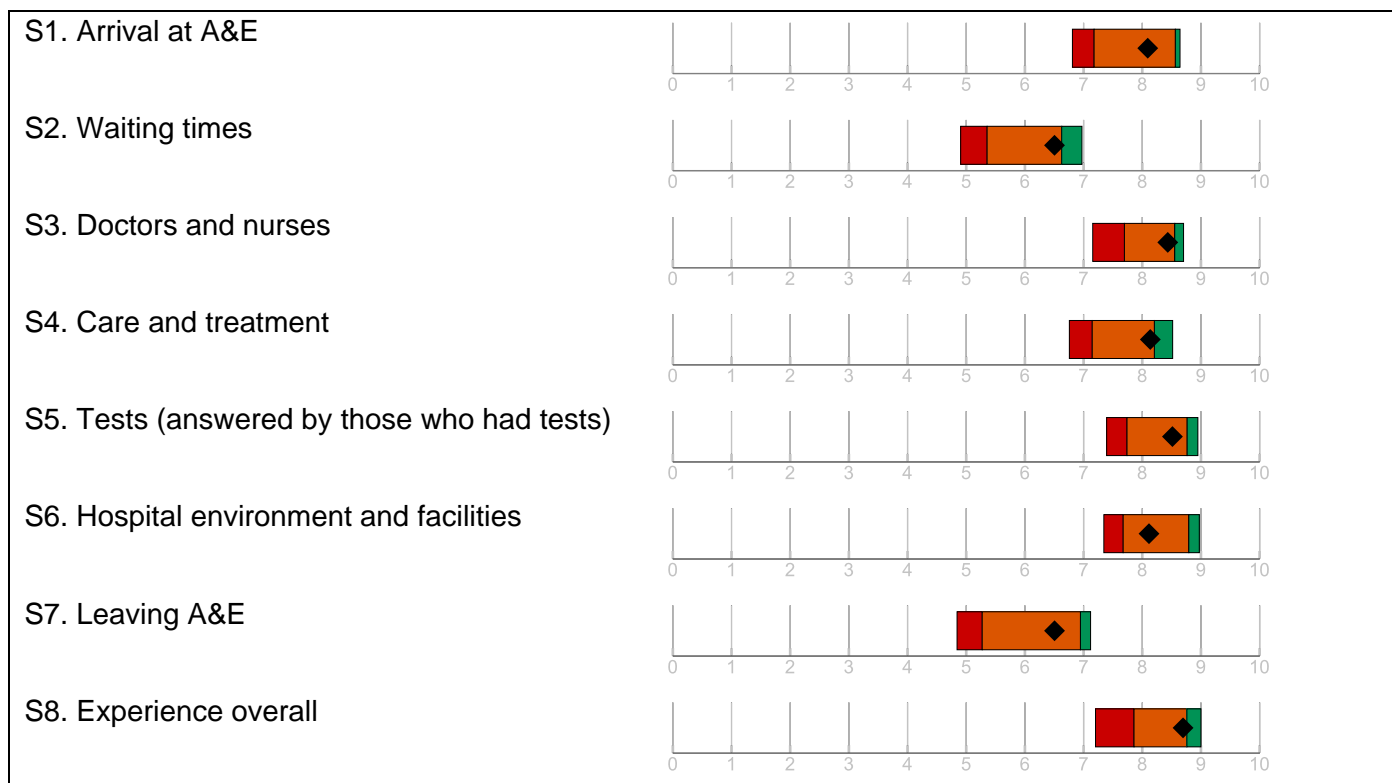 S1. Arrival at A&E
0 1 2 3 4 5 6 7 8 9 10
S2. Waiting times
0 1 2 3 4 5 6 7 8 9 10
S3. Doctors and nurses
0 1 2 3 4 5 6 7 8 9 10
S4. Care and treatment
0 1 2 3 4 5 6 7 8 9 10
S5. Tests (answered by those who had tests)
0 1 2 3 4 5 6 7 8 9 10
S6. Hospital environment and facilities
0 1 2 3 4 5 6 7 8 9 10
S7. Leaving A&E
0 1 2 3 4 5 6 7 8 9 10
S8. Experience overall
0 1 2 3 4 5 6 7 8 9 10